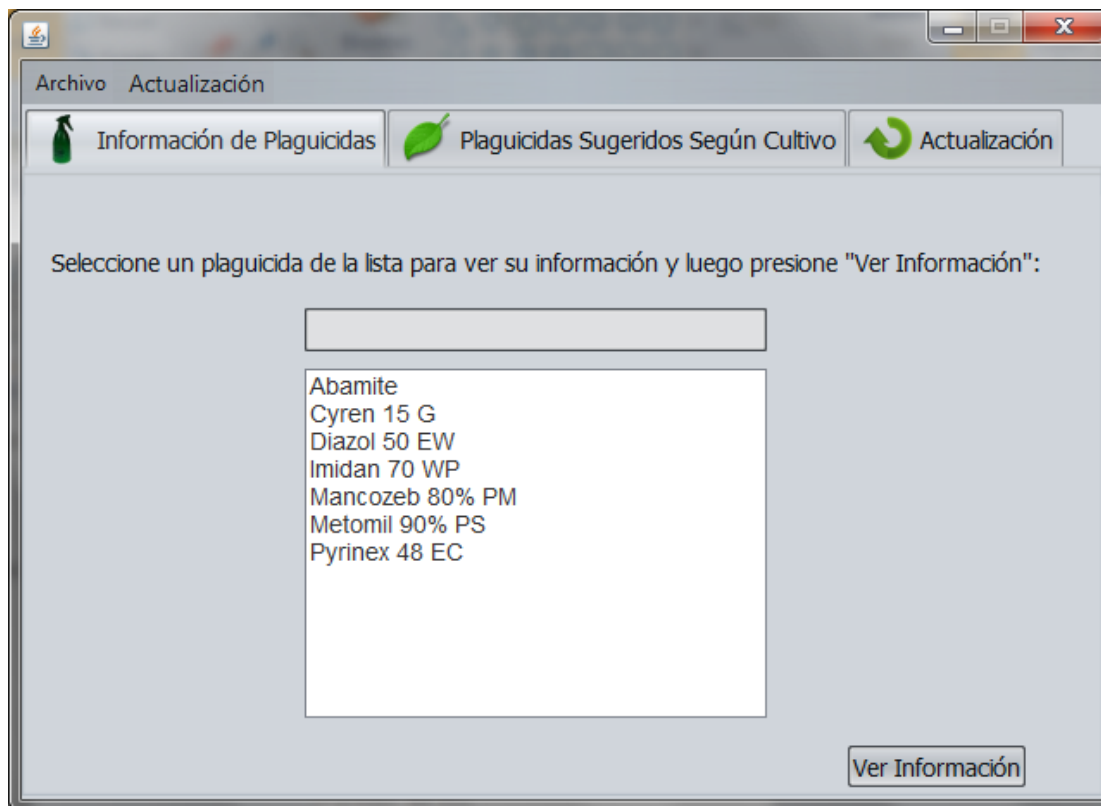 Archivo Actualización
Información de Plaguicidas Plaguicidas Sugeridos Según Cultivo Actualización
Seleccione un plaguicida de la lista para ver su información y luego presione "Ver Información":
Abamite
Cyren 15 G
Diazol 50 EW
Imidan 70 WP
Mancozeb 80% PM
Metomil 90% PS
Pyrinex 48 EC
Ver Información